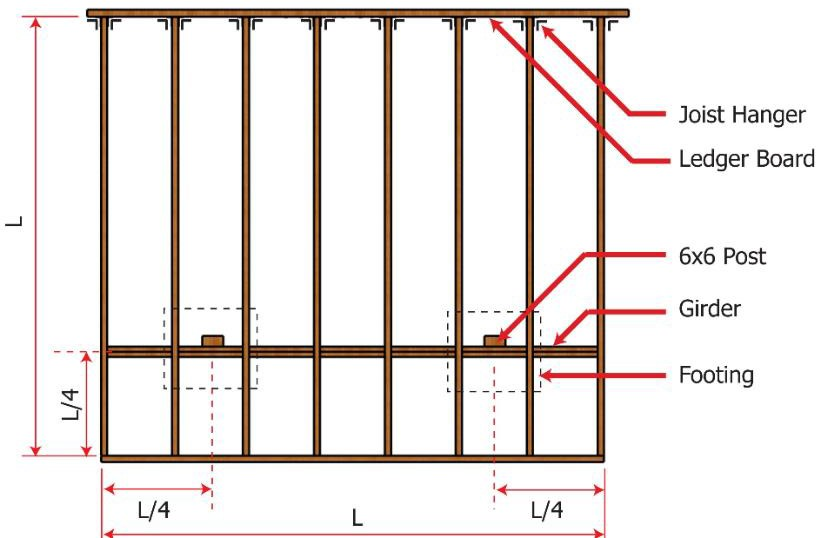 Joist Hanger
Ledger Board
L
6x6 Post
Girder
Footing
L/4
L/4
L
L/4